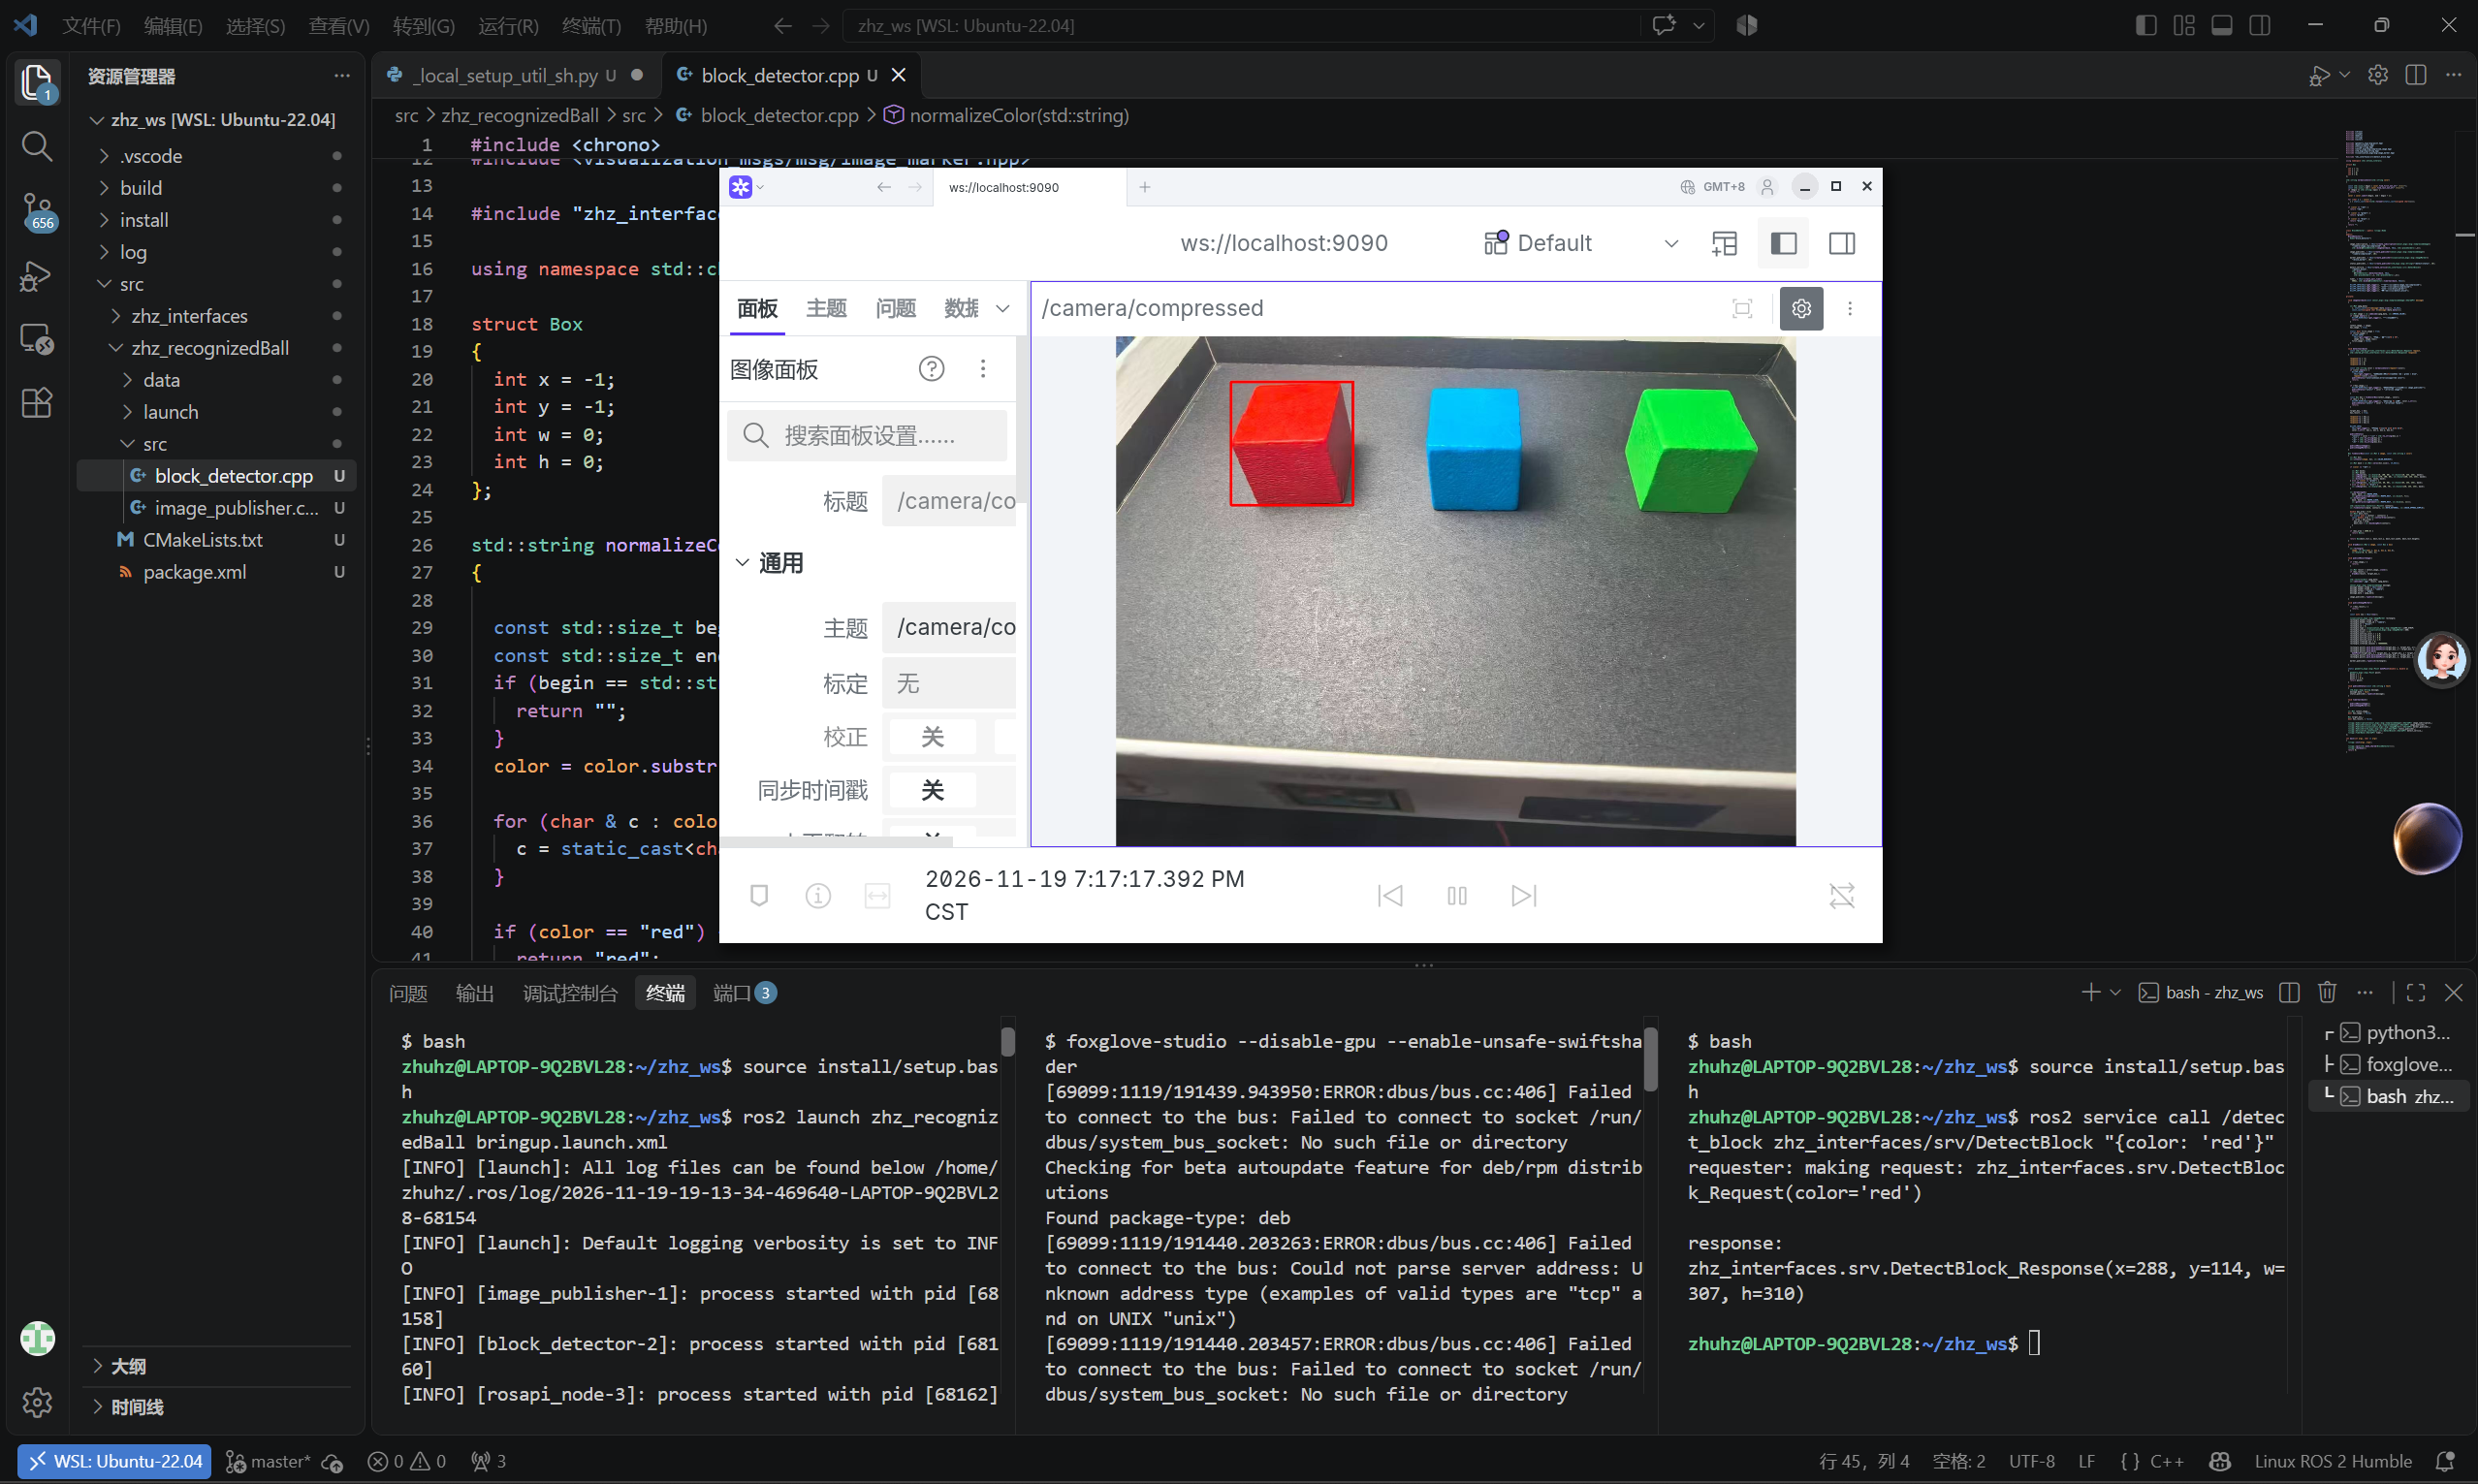 文件(F) 编辑(E) 选择(S) 查看(V) 转到(G) 运行(R) 终端(T) 帮助(H)
zhz_ws [WSL: Ubuntu-22.04]
资源管理器
zhz_ws [WSL: Ubuntu-22.04]
.vscode
build
install
log
src
zhz_interfaces
zhz_recognizedBall
data
launch
src
block_detector.cpp U
image_publisher.c... U
CMakeLists.txt U
package.xml U
大纲
时间线
1
656
_local_setup_util_sh.py U
block_detector.cpp U
src > zhz_recognizedBall > src > block_detector.cpp > normalizeColor(std::string)
1 #include <chrono>
12 #include <visualization_msgs/msg/image_marker.hpp>
13
14 #include "zhz_interfac
15
16 using namespace std::c
17
18 struct Box
19 {
20 int x = -1;
21 int y = -1;
22 int w = 0;
23 int h = 0;
24 };
25
26 std::string normalizeC
27 {
28
29 const std::size_t be
30 const std::size_t en
31 if (begin == std::st
32 return "";
33 }
34 color = color.substr
35
36 for (char & c : colo
37 c = static_cast<ch
38 }
39
40 if (color == "red")
41 return "red";
ws://localhost:9090
GMT+8
ws://localhost:9090
Default
面板 主题 问题 数据
图像面板
搜索面板设置……
标题 /camera/co
通用
主题 /camera/co
标定 无
校正 关
同步时间戳 关
/camera/compressed
2026-11-19 7:17:17.392 PM
CST
问题 输出 调试控制台 终端 端口 3
bash - zhz_ws
$ bash
zhuhz@LAPTOP-9Q2BVL28:~/zhz_ws$ source install/setup.bas
h
zhuhz@LAPTOP-9Q2BVL28:~/zhz_ws$ ros2 launch zhz_recogniz
edBall bringup.launch.xml
[INFO] [launch]: All log files can be found below /home/
zhuhz/.ros/log/2026-11-19-19-13-34-469640-LAPTOP-9Q2BVL2
8-68154
[INFO] [launch]: Default logging verbosity is set to INF
O
[INFO] [image_publisher-1]: process started with pid [68
158]
[INFO] [block_detector-2]: process started with pid [681
60]
[INFO] [rosapi_node-3]: process started with pid [68162]
$ foxglove-studio --disable-gpu --enable-unsafe-swiftsha
der
[69099:1119/191439.943950:ERROR:dbus/bus.cc:406] Failed
to connect to the bus: Failed to connect to socket /run/
dbus/system_bus_socket: No such file or directory
Checking for beta autoupdate feature for deb/rpm distrib
utions
Found package-type: deb
[69099:1119/191440.203263:ERROR:dbus/bus.cc:406] Failed
to connect to the bus: Could not parse server address: U
nknown address type (examples of valid types are "tcp" a
nd on UNIX "unix")
[69099:1119/191440.203457:ERROR:dbus/bus.cc:406] Failed
to connect to the bus: Failed to connect to socket /run/
dbus/system_bus_socket: No such file or directory
$ bash
zhuhz@LAPTOP-9Q2BVL28:~/zhz_ws$ source install/setup.bas
h
zhuhz@LAPTOP-9Q2BVL28:~/zhz_ws$ ros2 service call /detec
t_block zhz_interfaces/srv/DetectBlock "{color: 'red'}"
requester: making request: zhz_interfaces.srv.DetectBloc
k_Request(color='red')
response:
zhz_interfaces.srv.DetectBlock_Response(x=288, y=114, w=
307, h=310)
zhuhz@LAPTOP-9Q2BVL28:~/zhz_ws$
python3...
foxglove...
bash zhz...
WSL: Ubuntu-22.04 master* 0 0 3
行 45，列 4 空格: 2 UTF-8 LF {} C++ Linux ROS 2 Humble